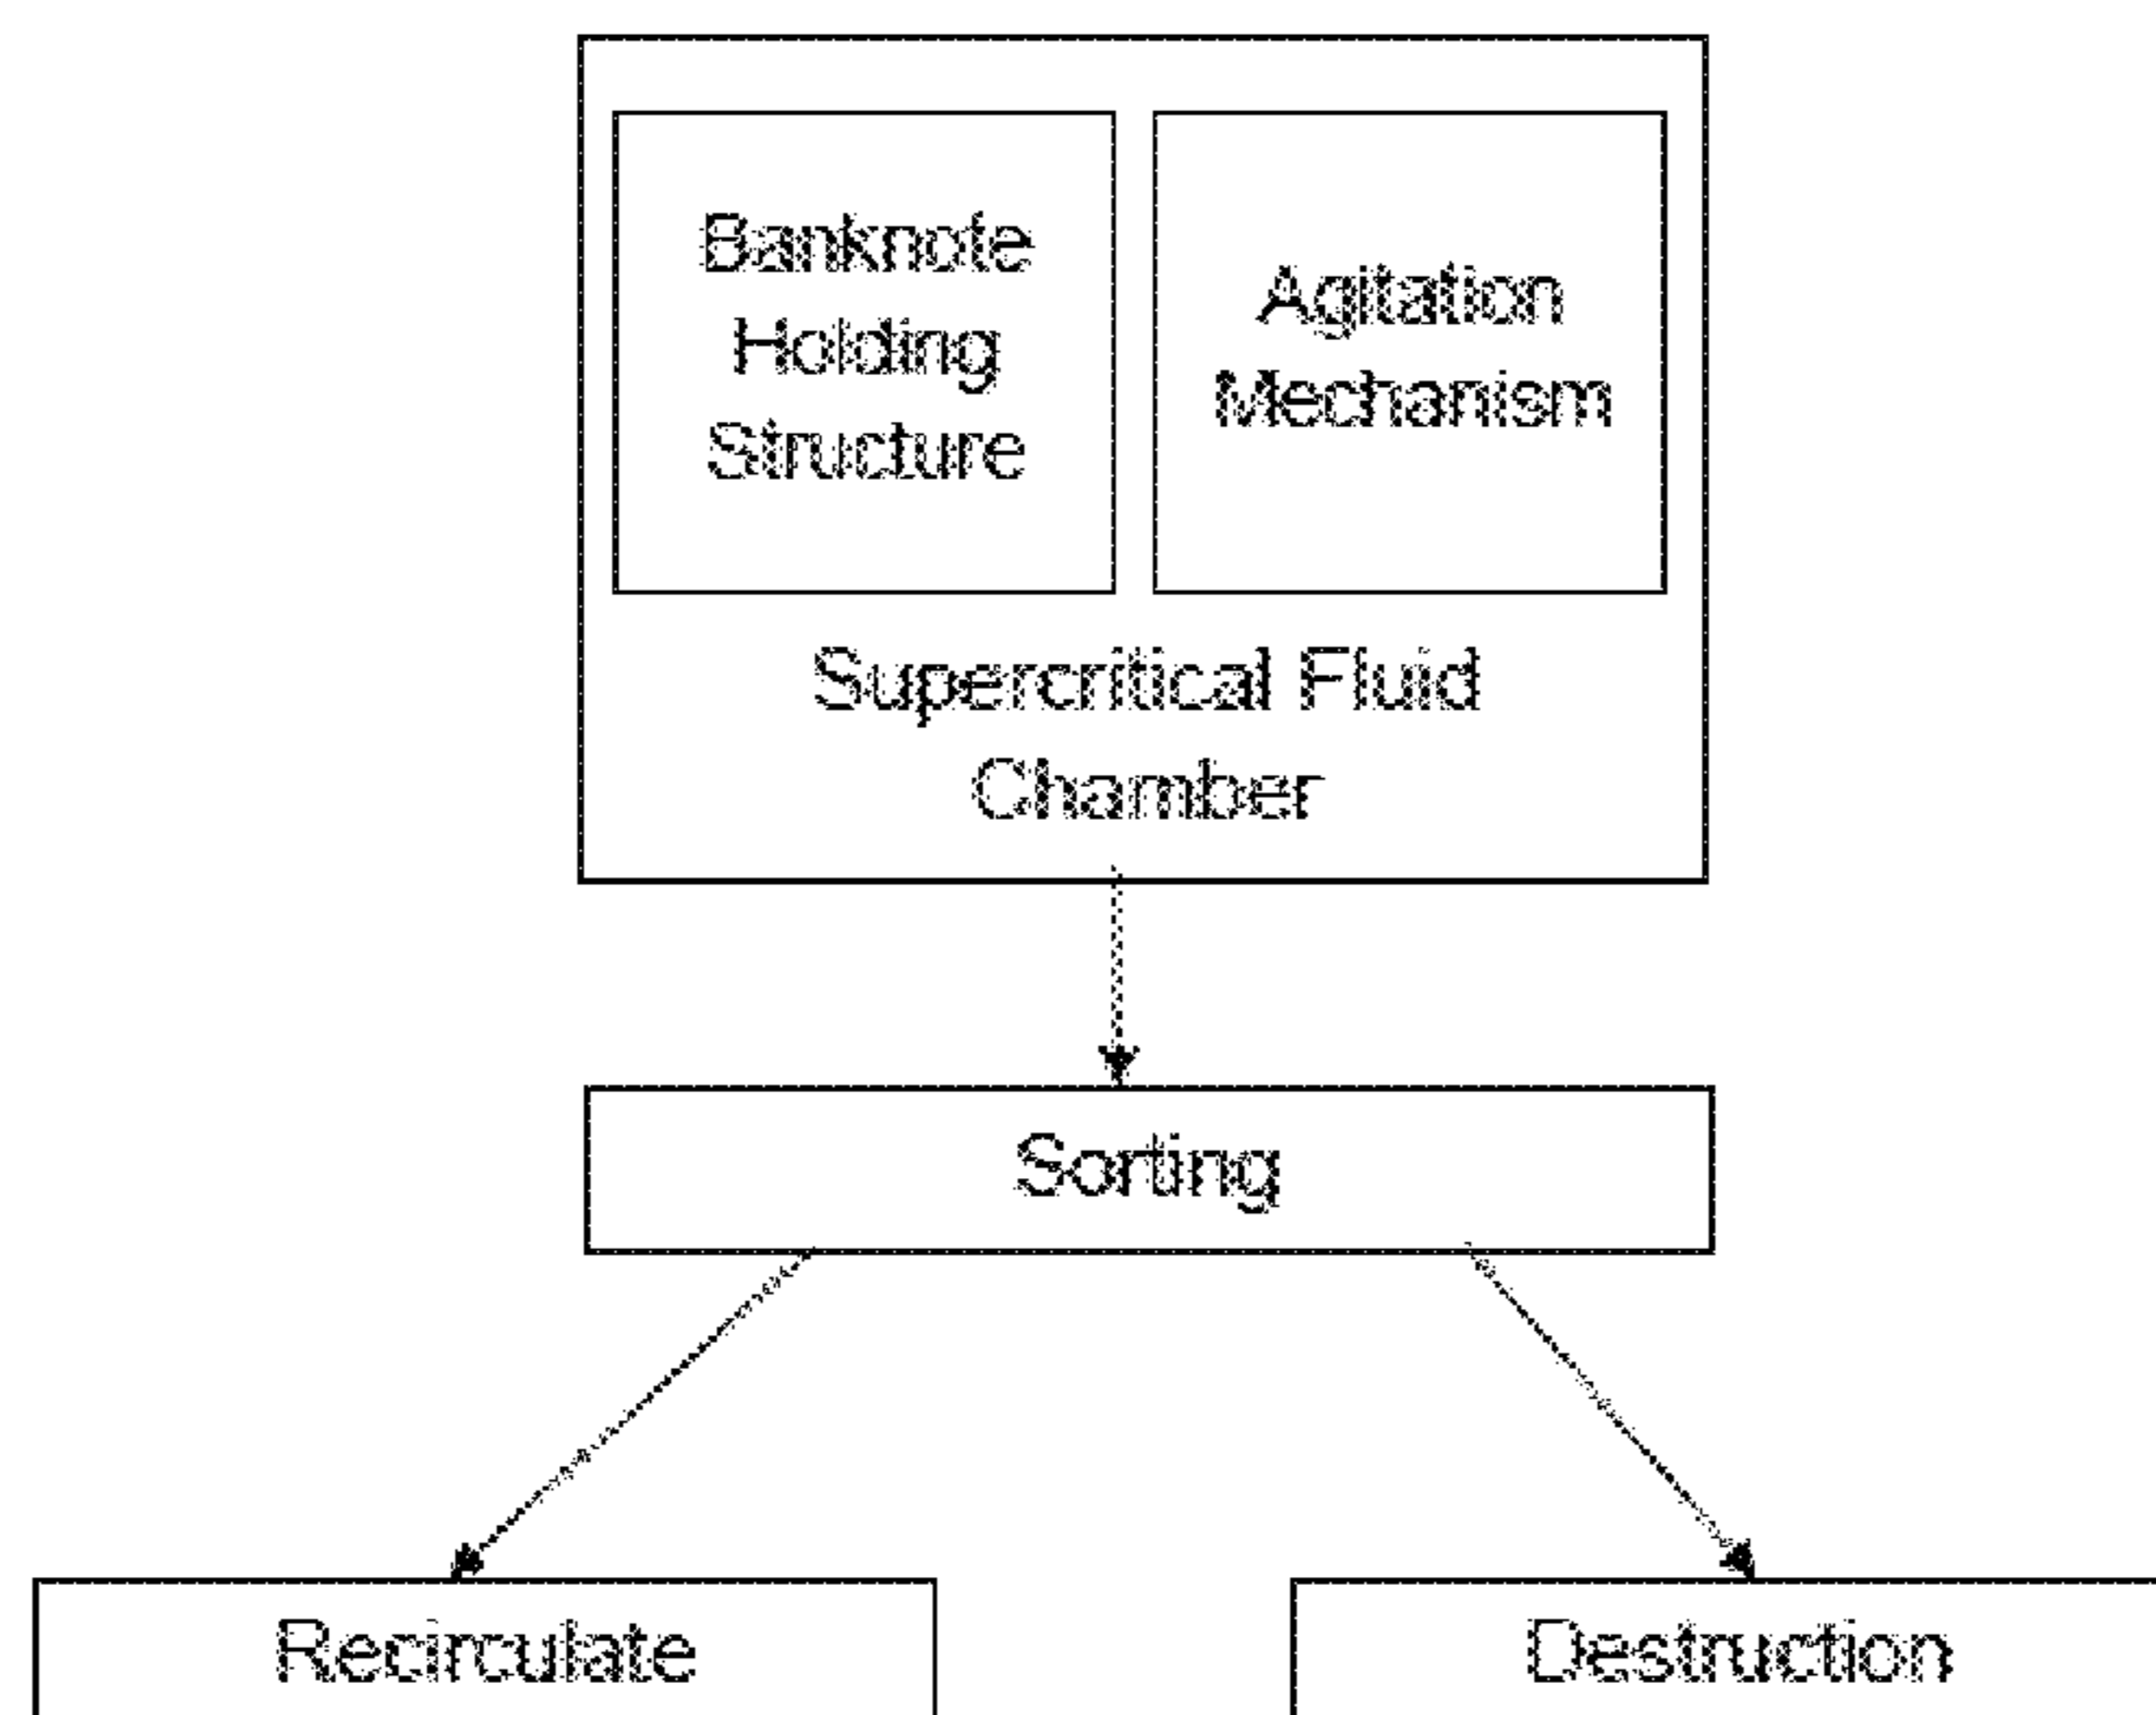 Banknote
Holding
Structure
Agitation
Mechanism
Supercritical Fluid
Chamber
Sorting
Recirculate
Destruction